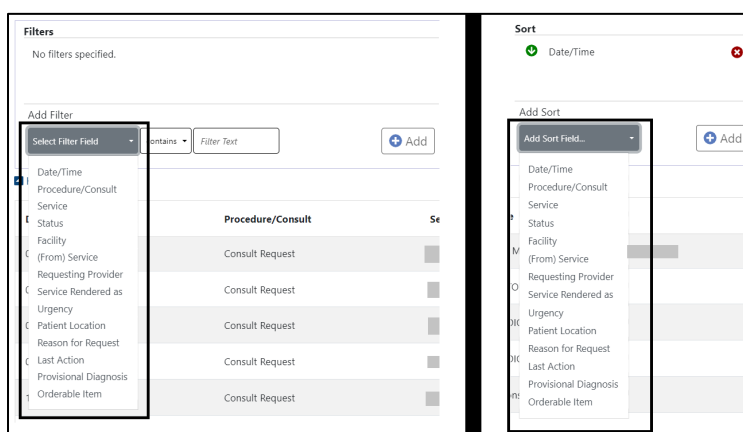 Filters
No filters specified.
Add Filter
Select Filter Field
contains
Filter Text
Add
Date/Time
Procedure/Consult
Service
Status
Facility
(From) Service
Requesting Provider
Service Rendered as
Urgency
Patient Location
Reason for Request
Last Action
Provisional Diagnosis
Orderable Item
Procedure/Consult
Se
Consult Request
Consult Request
Consult Request
Consult Request
Consult Request
Sort
Date/Time
Add Sort
Add Sort Field...
Add
Date/Time
Procedure/Consult
Service
Status
Facility
(From) Service
Requesting Provider
Service Rendered as
Urgency
Patient Location
Reason for Request
Last Action
Provisional Diagnosis
Orderable Item